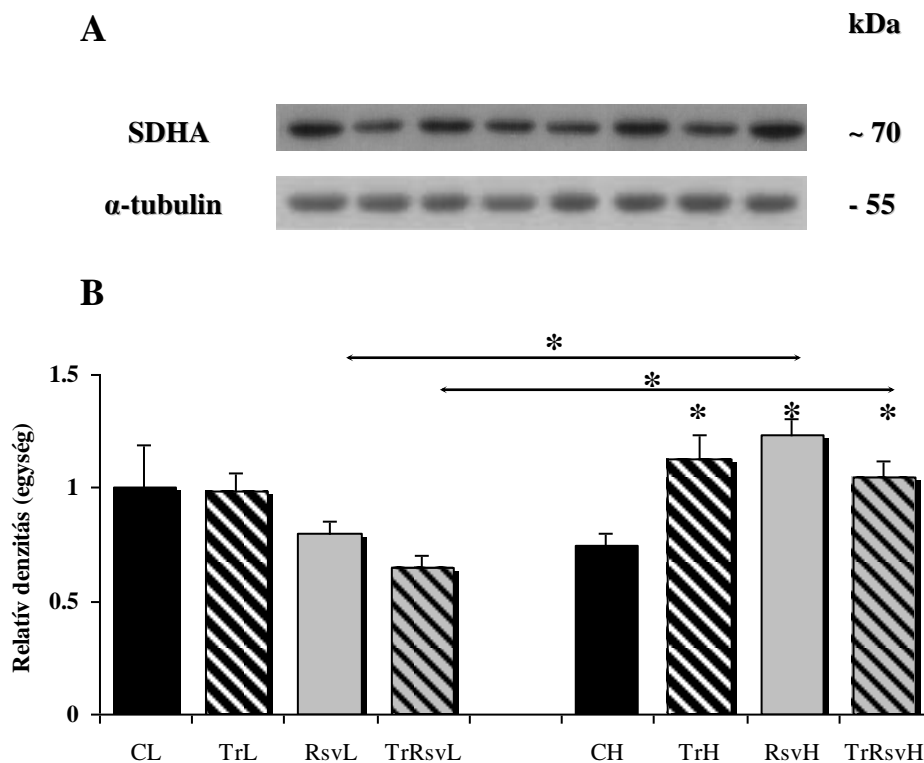 A kDa
SDHA ~ 70
α-tubulin - 55
B
*
*
1.5
* * *
1
0.5
0
Relatív denzitás (egység)
CL TrL RsvL TrRsvL CH TrH RsvH TrRsvH